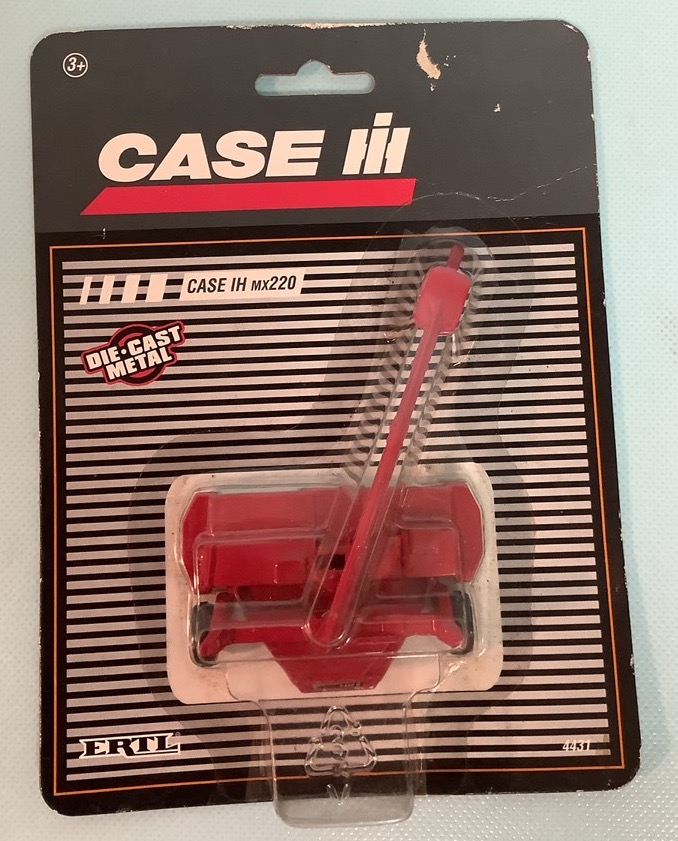 3+
CASE IH
CASE IH MX220
DIE·CAST
METAL
ERTL
4431